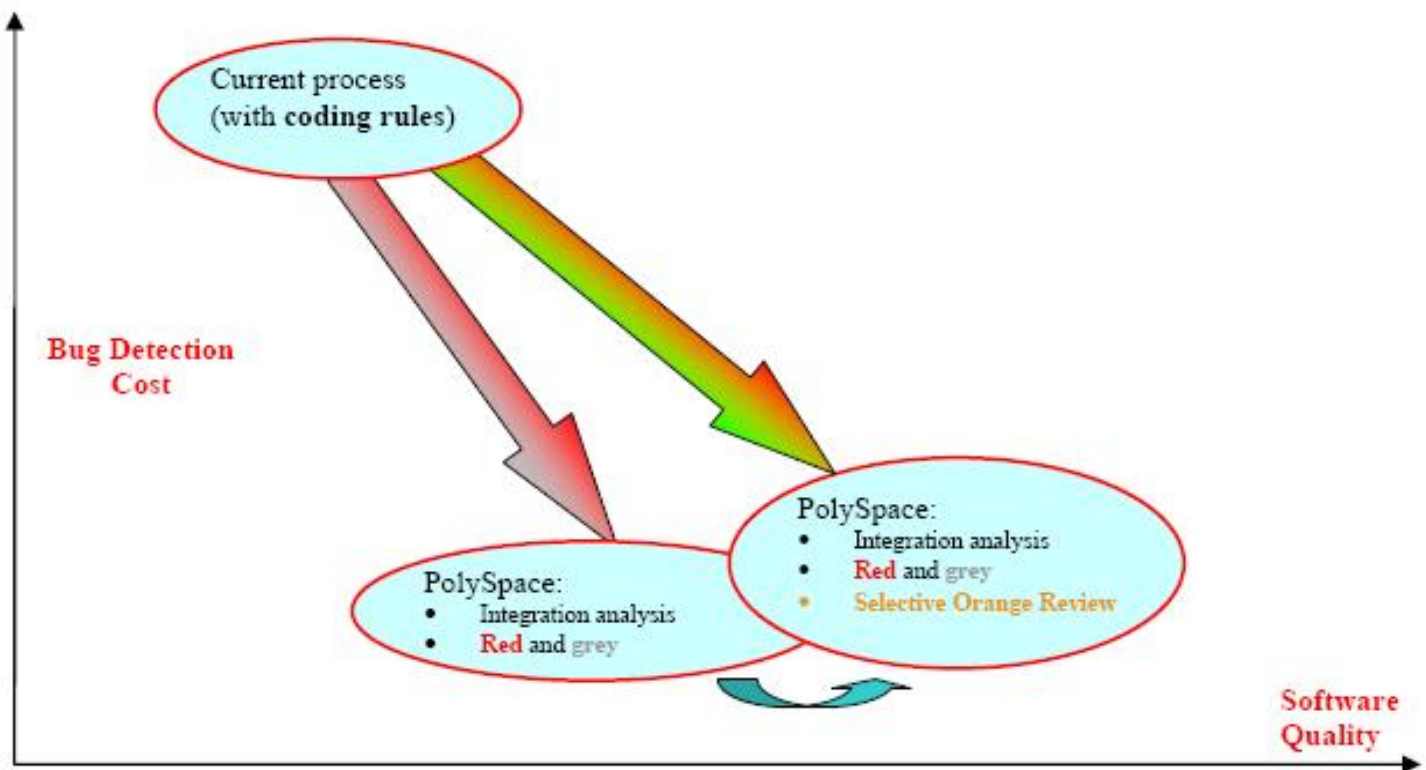 Current process
(with coding rules)
Bug Detection
Cost
PolySpace:
• Integration analysis
• Red and grey
PolySpace:
• Integration analysis
• Red and grey
• Selective Orange Review
Software
Quality